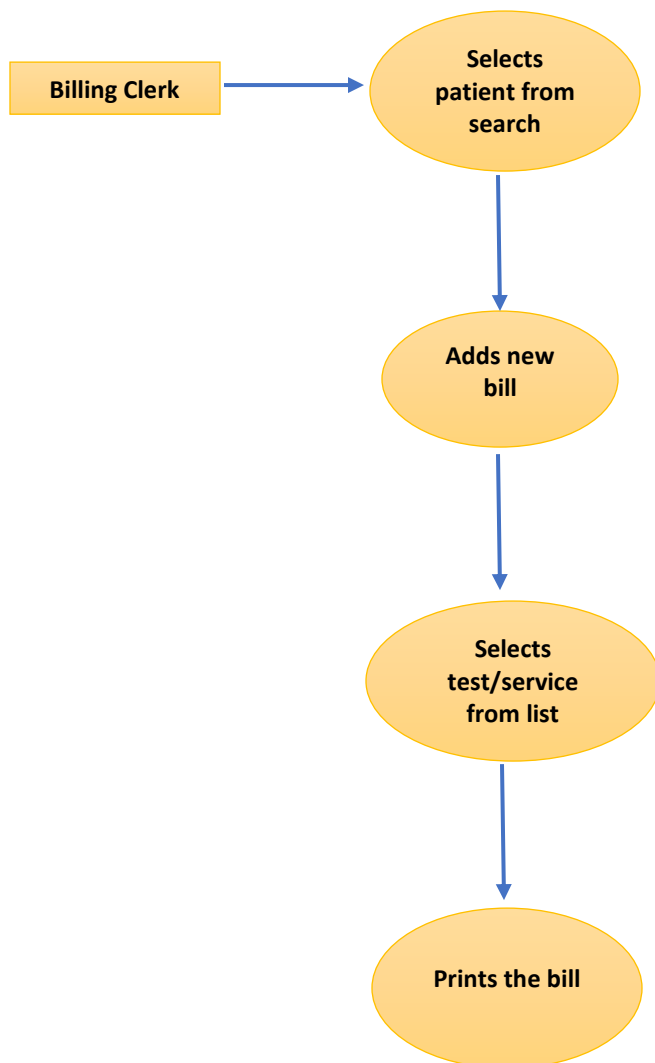 Billing Clerk
Selects
patient from
search
Adds new
bill
Selects
test/service
from list
Prints the bill